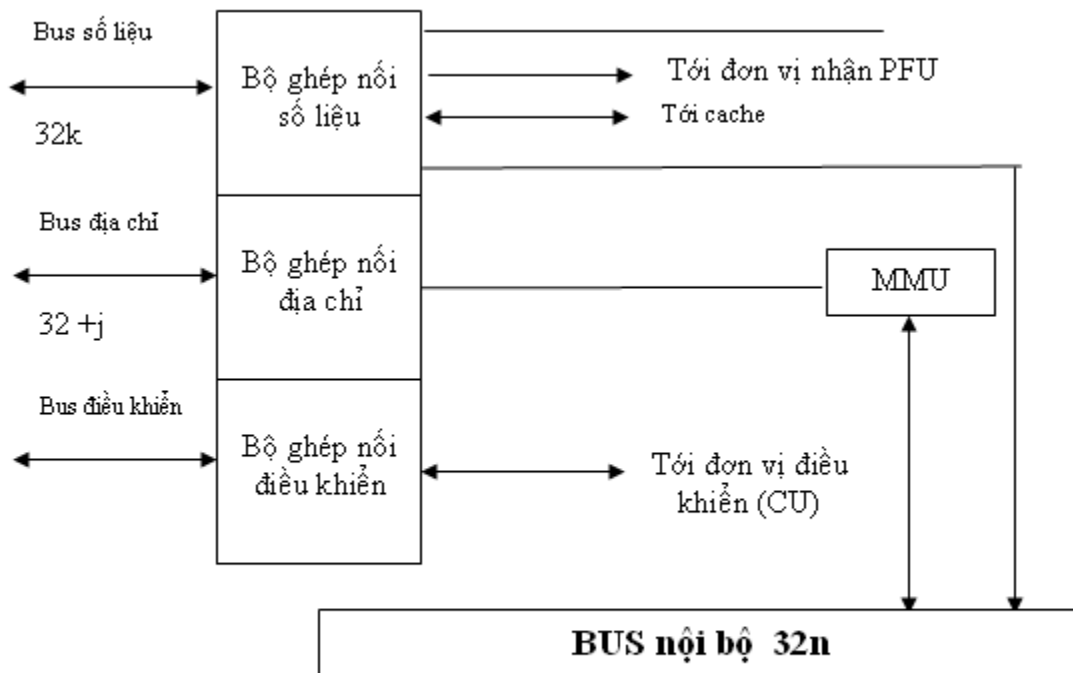 Bus số liệu
Bộ ghép nối
số liệu
Tới đơn vị nhận PFU
Tới cache
32k
Bus địa chỉ
Bộ ghép nối
địa chỉ
MMU
32 +j
Bus điều khiển
Bộ ghép nối
điều khiển
Tới đơn vị điều
khiển (CU)
BUS nội bộ 32n